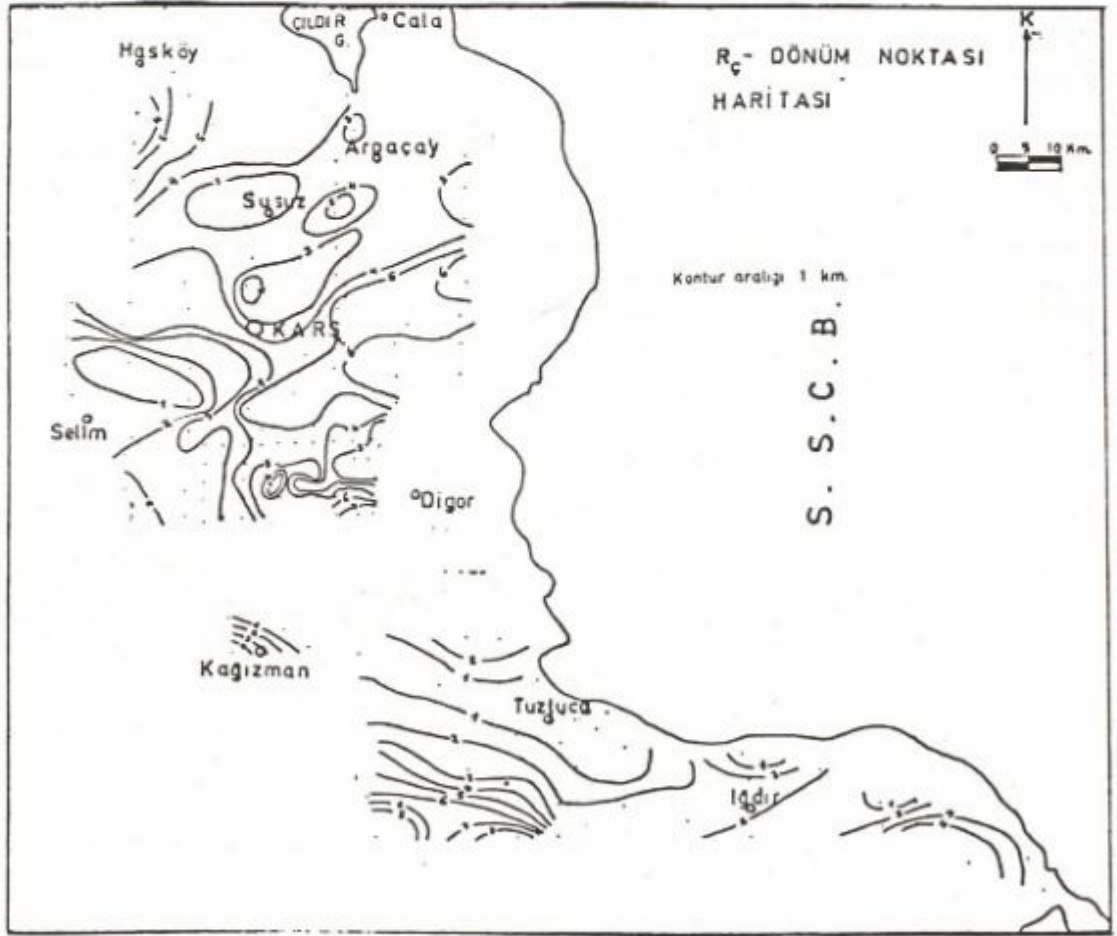 ÇILDIR
G.
Cala
Hasköy
K
Rç- DÖNÜM NOKTASI
HARİTASI
0 5 10 Km.
Argaçay
Susuz
Kontur aralığı 1 km.
KARS
S. S. C. B.
Selim
Digor
Kağızman
Tuzluca
Iğdır